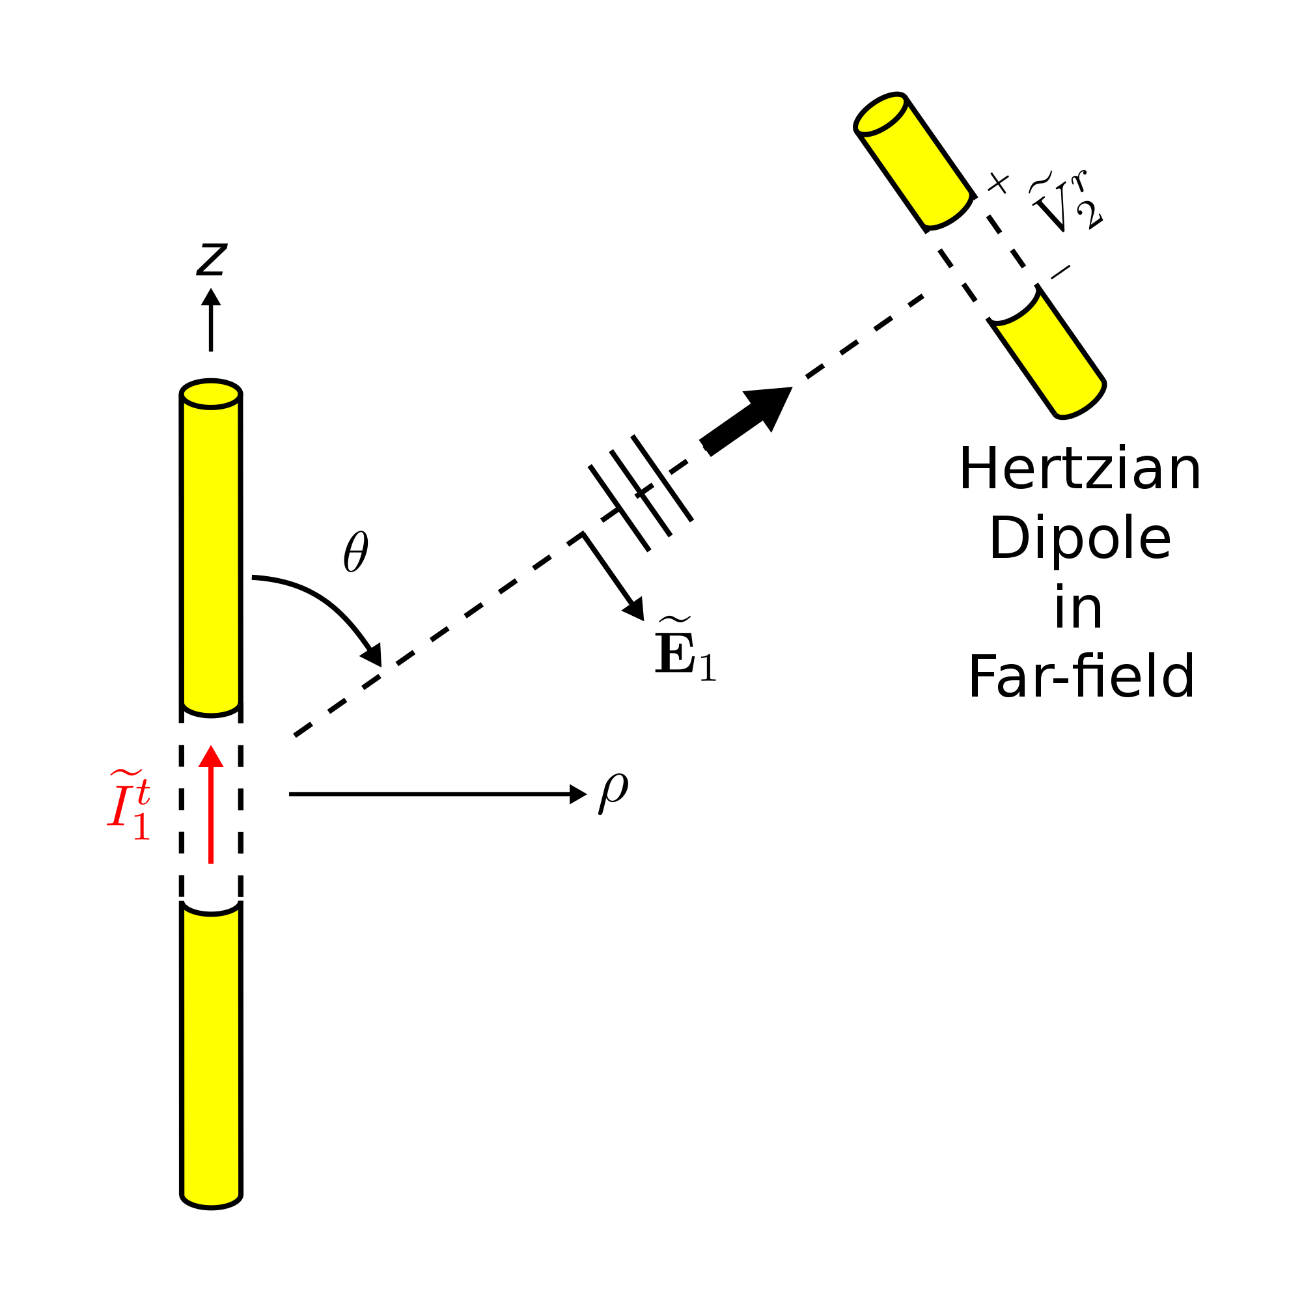 z
+
Ṽ₂ʳ
−
Hertzian
Dipole
in
Far-field
θ
Ẽ₁
Ĩ₁ᵗ
ρ